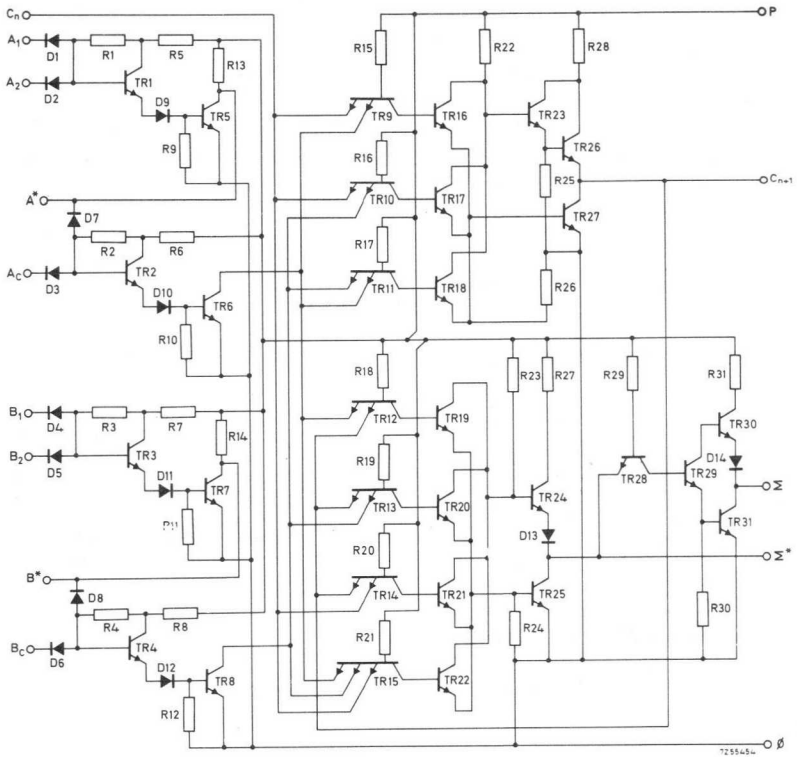 Cn P
A1 R15 R22 R28
D1 R1 R5 R13
A2 TR1
D2 D9 TR5 TR9 TR16 TR23
R9 R16 TR26
R25
A* TR10 TR17 Cn+1
D7 R17 TR27
R2 R6
Ac TR2
D3 D10 TR6 TR11 TR18 R26
R10
R18 R23 R27 R29 R31
B1 TR12 TR19 TR30
D4 R3 R7 R14
B2 TR3 R19 D14
D5 D11 TR7 TR28 TR29 Σ
R11 TR13 TR20 TR24 TR31
D13
R20 Σ*
B* TR14 TR21 TR25
D8 R4 R8 R21 R24 R30
Bc TR4
D6 D12 TR8 TR15 TR22
R12
Ø
7Z55454